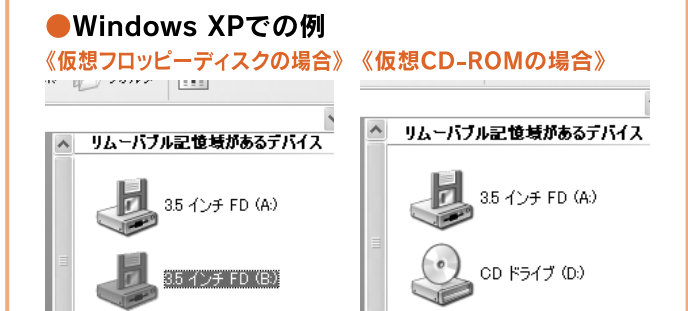 ●Windows XPでの例
《仮想フロッピーディスクの場合》
リムーバブル記憶域があるデバイス
3.5 インチ FD (A:)
3.5 インチ FD (B:)
《仮想CD-ROMの場合》
リムーバブル記憶域があるデバイス
3.5 インチ FD (A:)
CD ドライブ (D:)